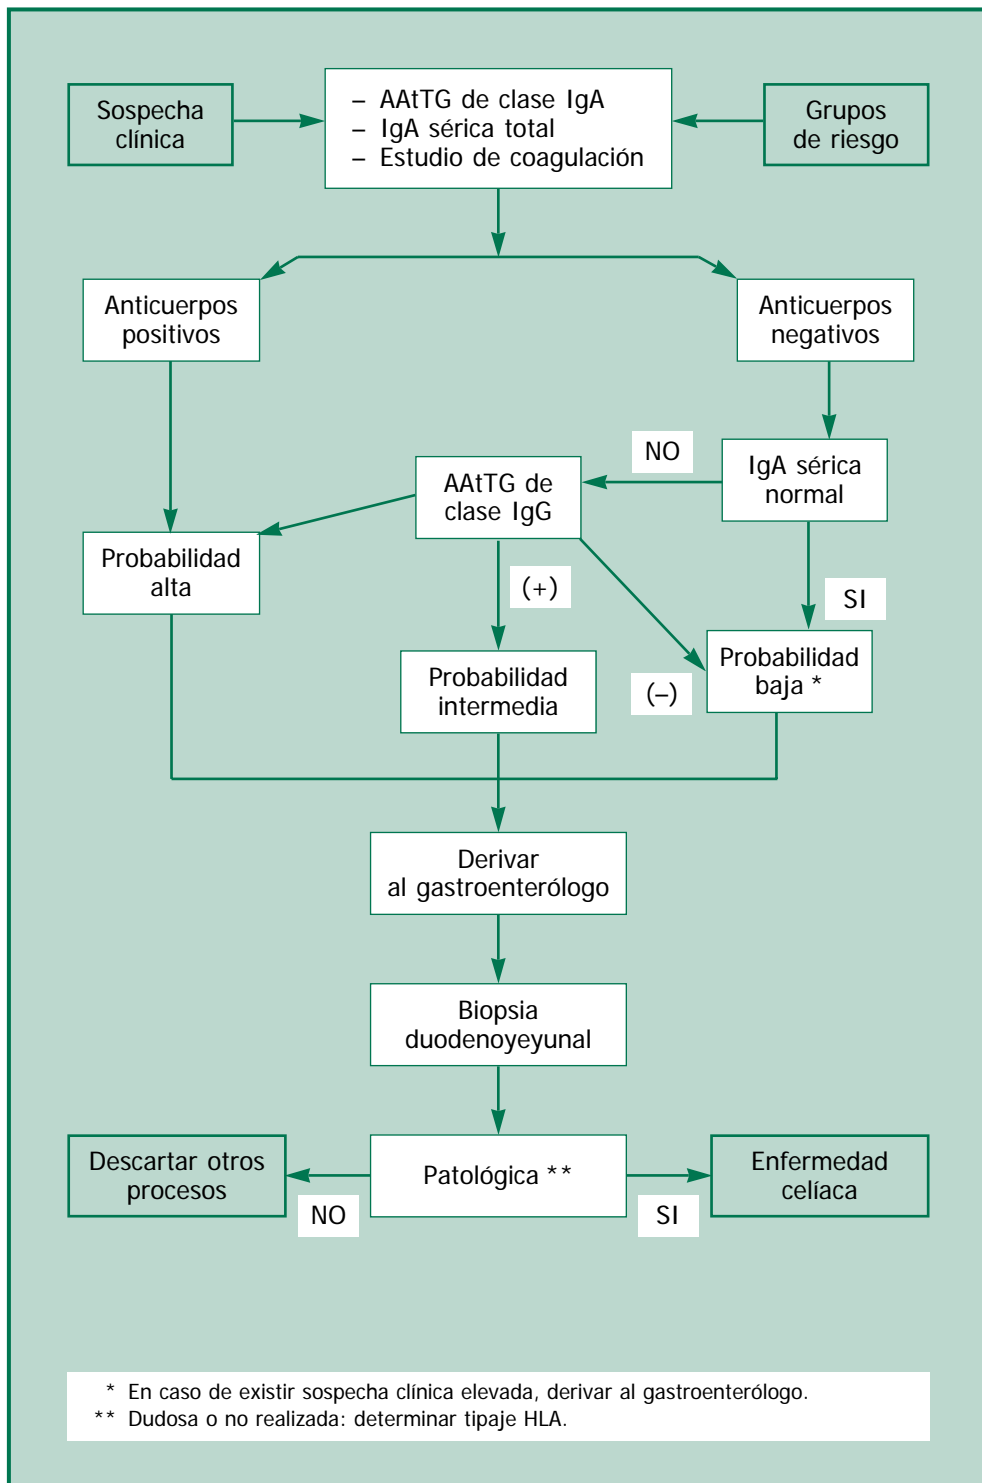 Sospecha
clínica
– AAtTG de clase IgA
– IgA sérica total
– Estudio de coagulación
Grupos
de riesgo
Anticuerpos
positivos
Anticuerpos
negativos
NO
IgA sérica
normal
AAtTG de
clase IgG
Probabilidad
alta
(+)
SI
Probabilidad
intermedia
(–)
Probabilidad
baja *
Derivar
al gastroenterólogo
Biopsia
duodenoyeyunal
Descartar otros
procesos
NO
Patológica **
SI
Enfermedad
celíaca
* En caso de existir sospecha clínica elevada, derivar al gastroenterólogo.
** Dudosa o no realizada: determinar tipaje HLA.